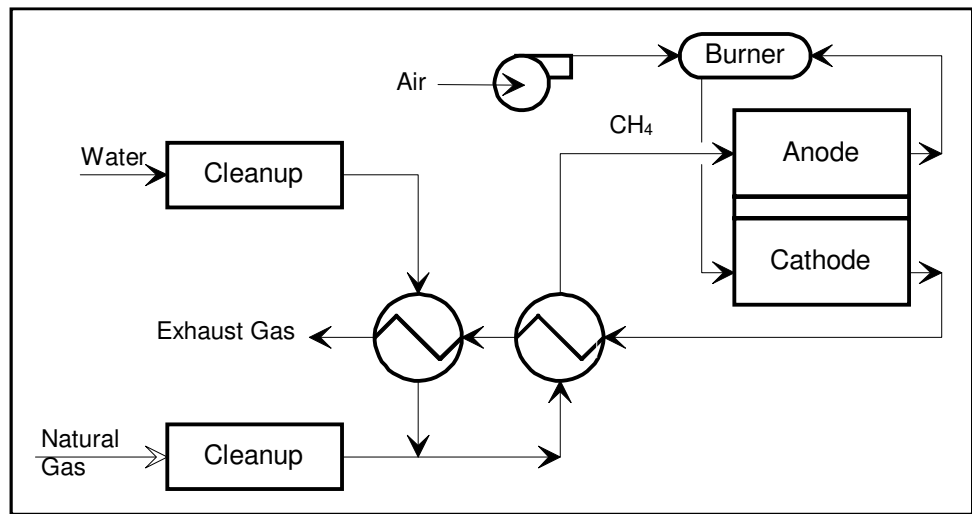 Burner
Air
CH₄
Anode
Water
Cleanup
Cathode
Exhaust Gas
Natural
Gas
Cleanup